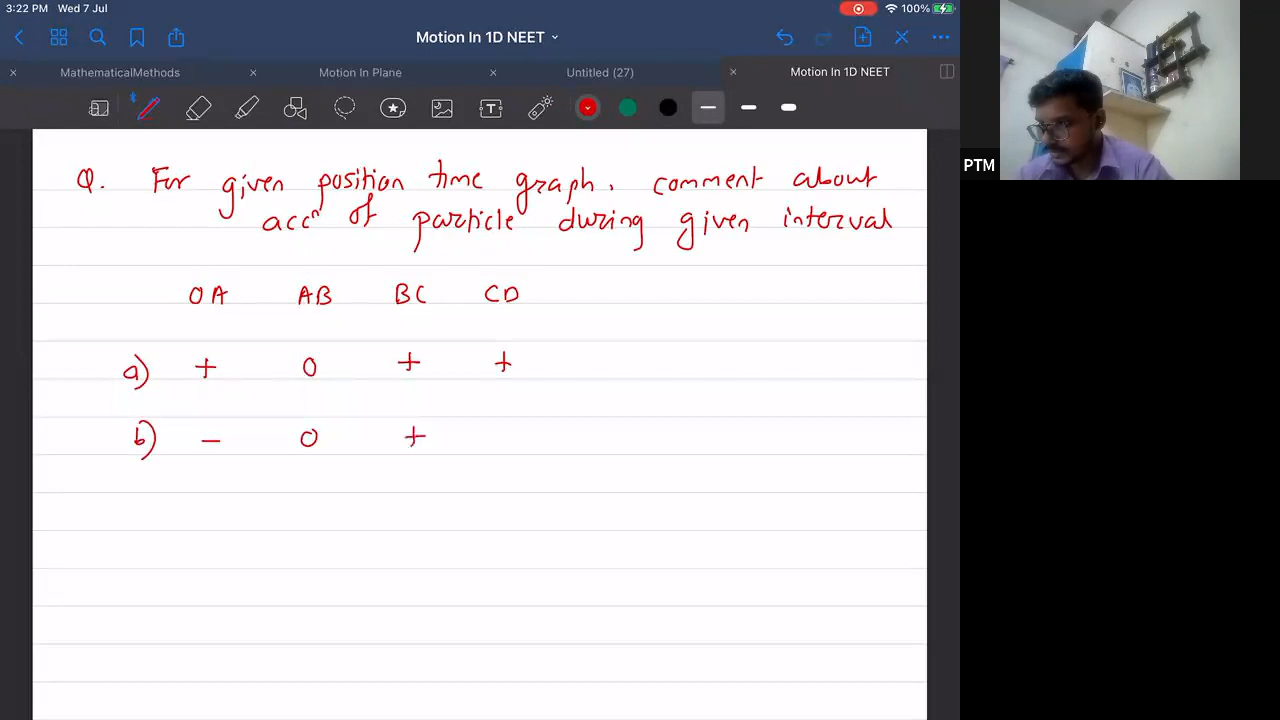 3:22 PM Wed 7 Jul
100%
Motion In 1D NEET
MathematicalMethods
Motion In Plane
Untitled (27)
Motion In 1D NEET
T
PTM
Q. For given position time graph. comment about
accⁿ of particle during given interval
OA AB BC CD
a) + 0 + +
b) - 0 +